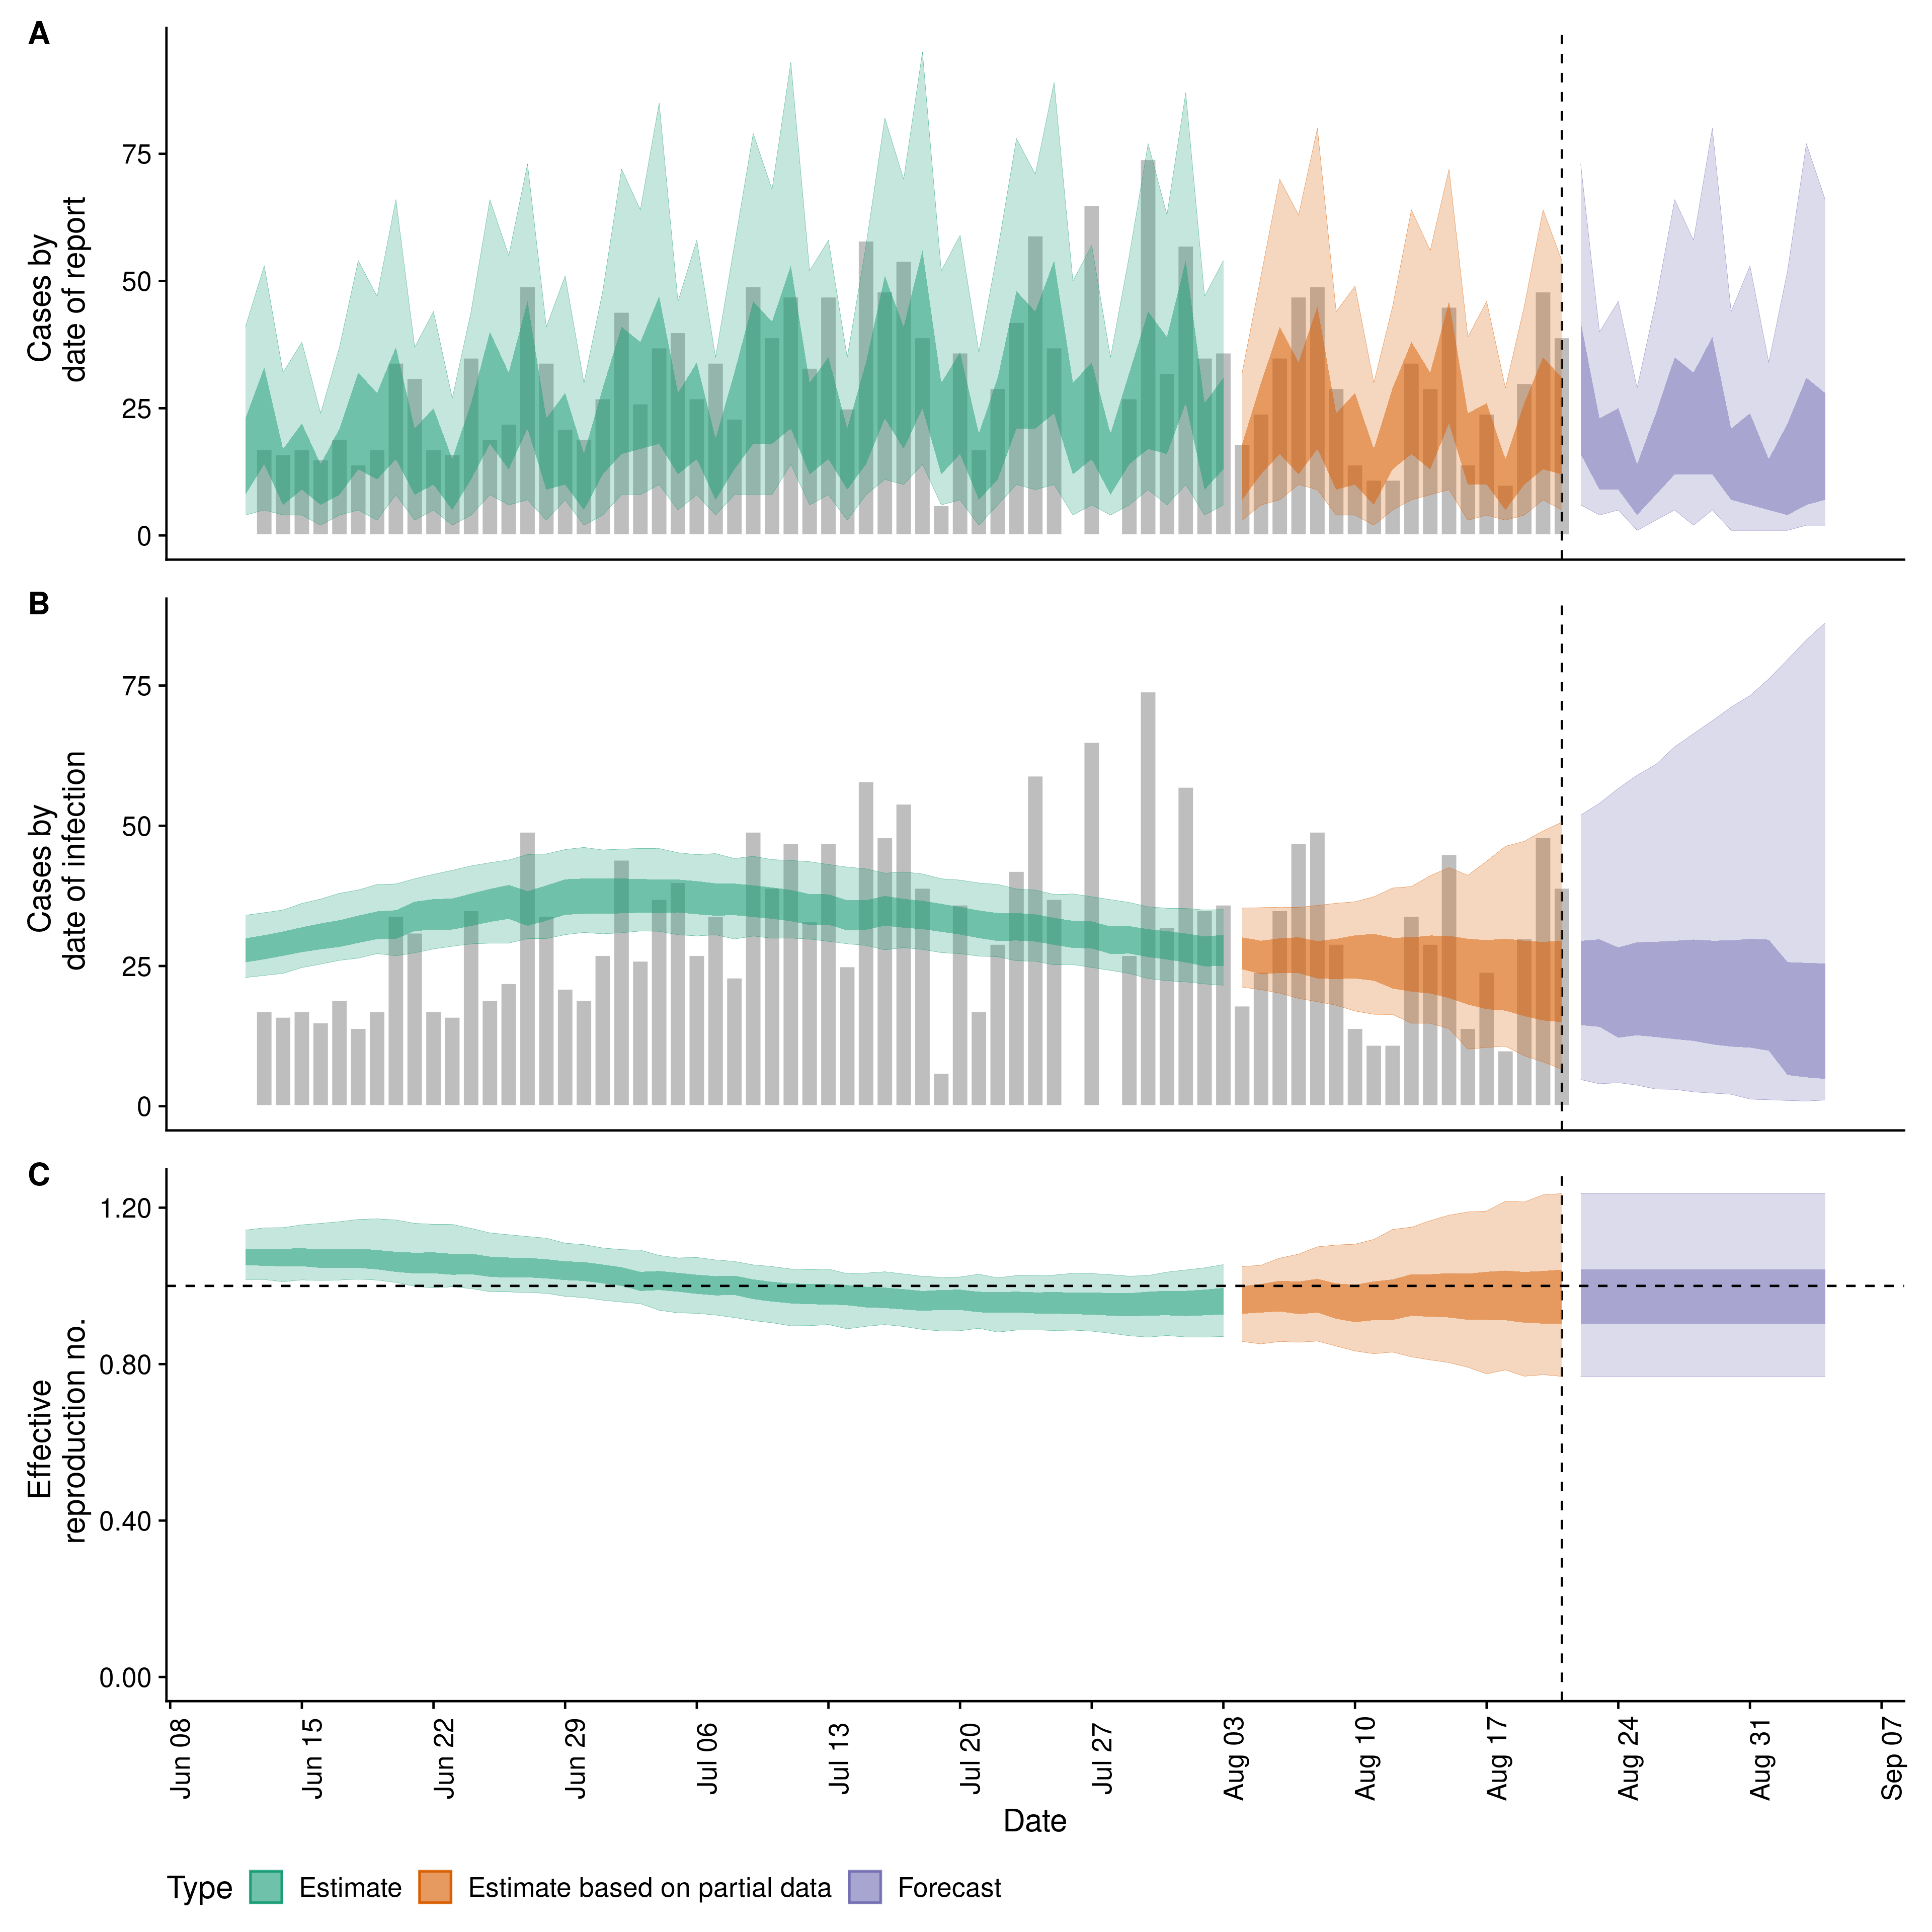 A
Cases by
date of report
75
50
25
0
B
Cases by
date of infection
75
50
25
0
C
Effective
reproduction no.
1.20
0.80
0.40
0.00
Jun 08
Jun 15
Jun 22
Jun 29
Jul 06
Jul 13
Jul 20
Jul 27
Aug 03
Aug 10
Aug 17
Aug 24
Aug 31
Sep 07
Date
Type Estimate Estimate based on partial data Forecast